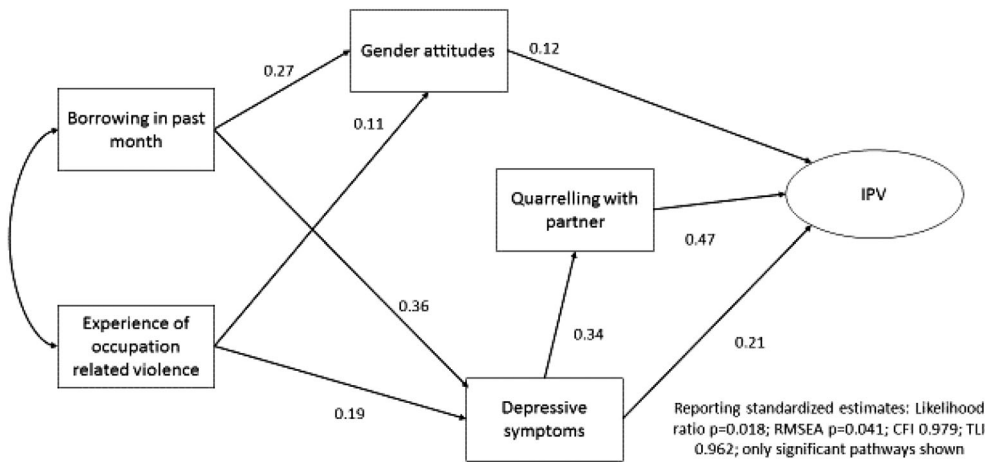 Gender attitudes
0.12
0.27
Borrowing in past
month
0.11
Quarrelling with
partner
IPV
0.47
0.36
Experience of
occupation
related violence
0.34
0.21
0.19
Depressive
symptoms
Reporting standardized estimates: Likelihood
ratio p=0.018; RMSEA p=0.041; CFI 0.979; TLI
0.962; only significant pathways shown